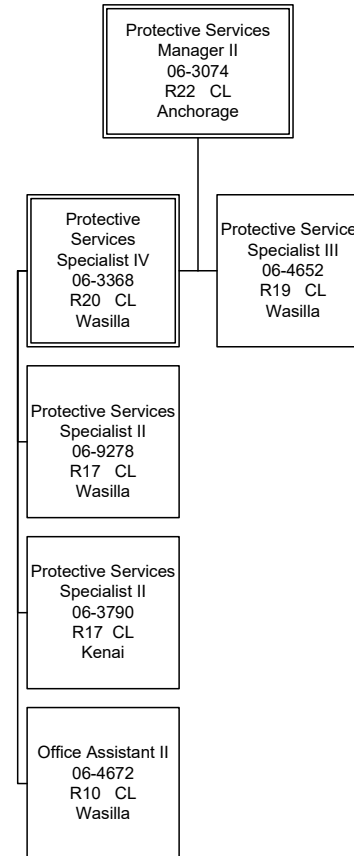 Protective Services
Manager II
06-3074
R22 CL
Anchorage
Protective
Services
Specialist IV
06-3368
R20 CL
Wasilla
Protective Service
Specialist III
06-4652
R19 CL
Wasilla
Protective Services
Specialist II
06-9278
R17 CL
Wasilla
Protective Services
Specialist II
06-3790
R17 CL
Kenai
Office Assistant II
06-4672
R10 CL
Wasilla